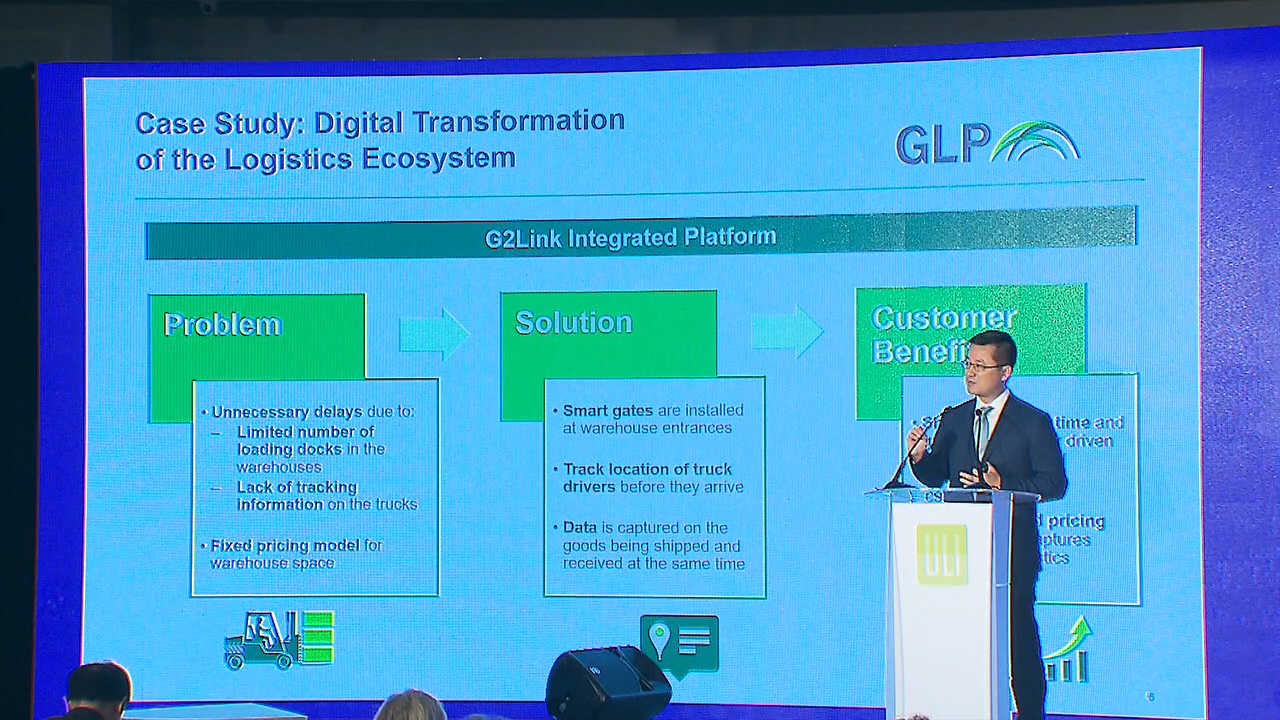 Case Study: Digital Transformation
of the Logistics Ecosystem
GLP
G2Link Integrated Platform
Problem
• Unnecessary delays due to:
– Limited number of
loading docks in the
warehouses
– Lack of tracking
information on the trucks
• Fixed pricing model for
warehouse space
Solution
• Smart gates are installed
at warehouse entrances
• Track location of truck
drivers before they arrive
• Data is captured on the
goods being shipped and
received at the same time
Customer
time and
driven
pricing
ULI
6